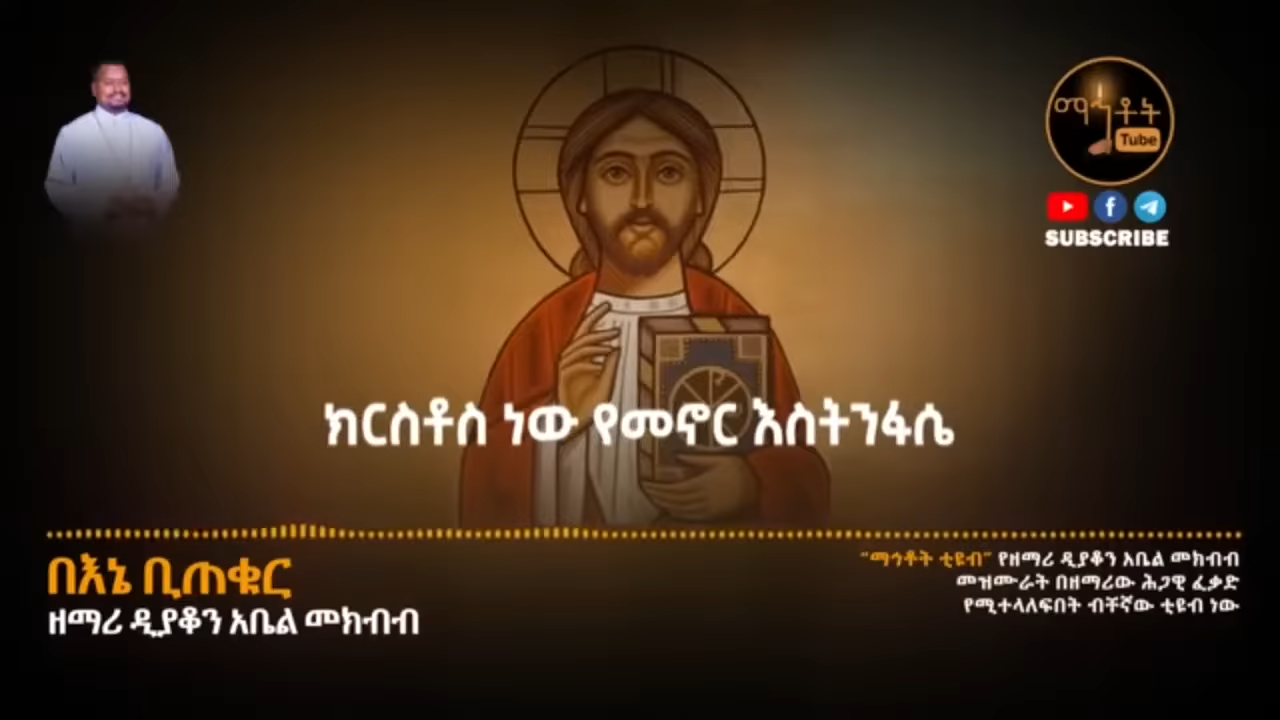 ማኅቶት
Tube
SUBSCRIBE
ክርስቶስ ነው የመኖር እስትንፋሴ
በእኔ ቢጠቁር
ዘማሪ ዲያቆን አቤል መክብብ
“ማኅቶት ቲዩብ” የዘማሪ ዲያቆን አቤል መክብብ
መዝሙራት በዘማሪው ሕጋዊ ፈቃድ
የሚተላለፍበት ብቸኛው ቲዩብ ነው